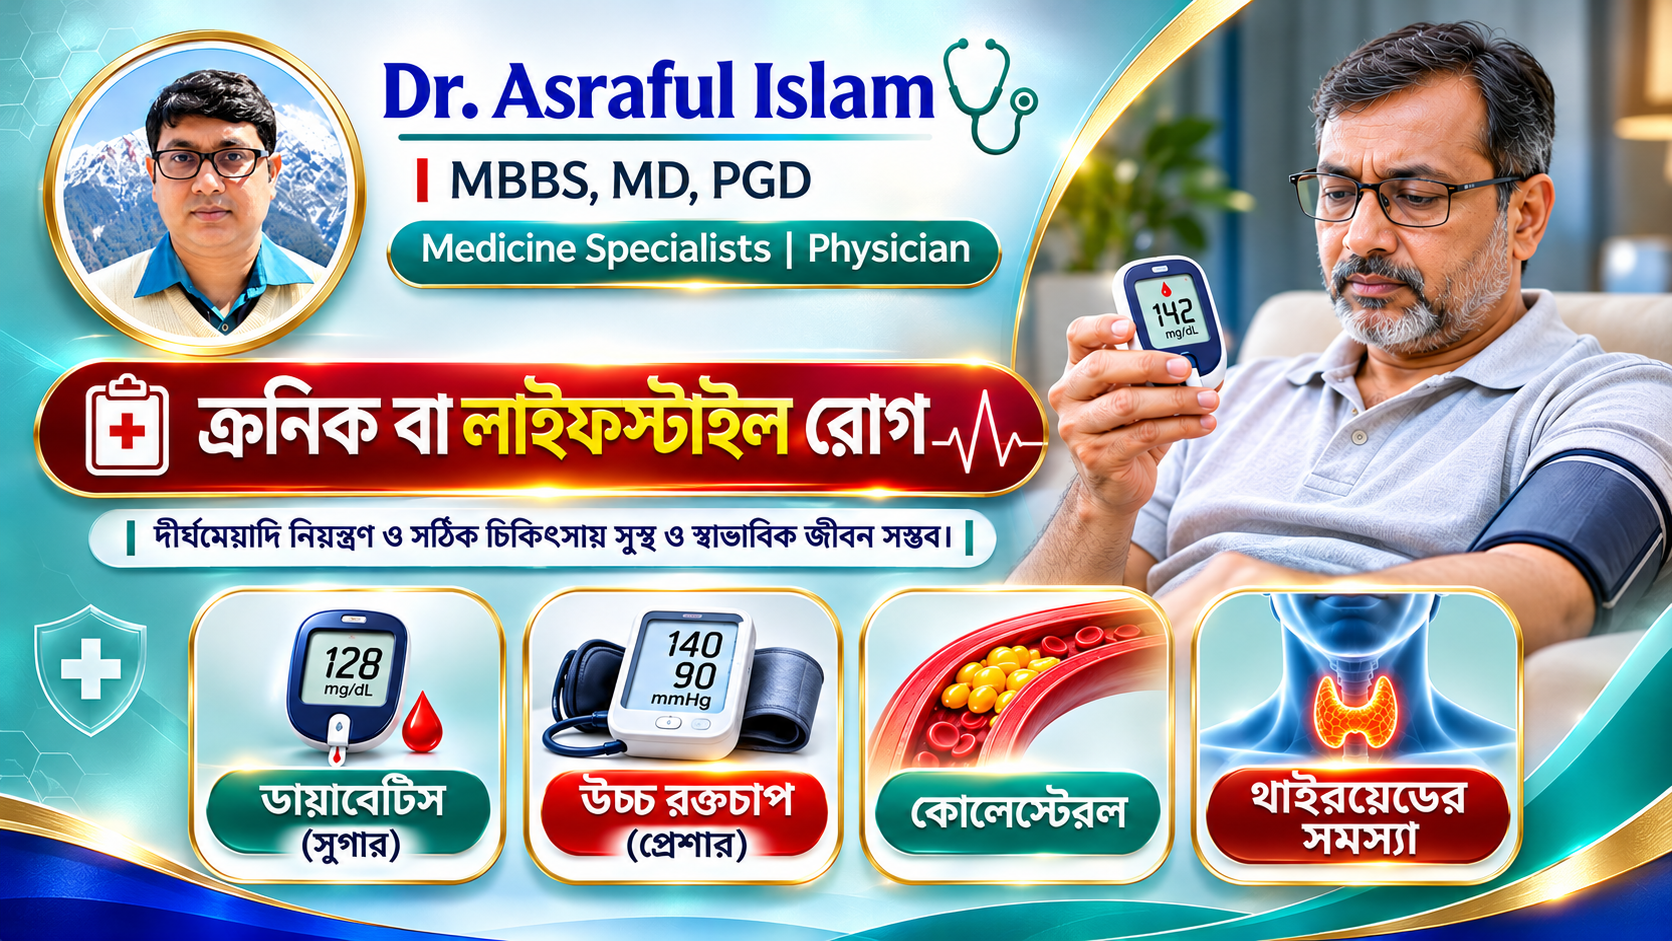 Dr. Asraful Islam
MBBS, MD, PGD
Medicine Specialists | Physician
142
mg/dL
ক্রনিক বা লাইফস্টাইল রোগ
দীর্ঘমেয়াদি নিয়ন্ত্রণ ও সঠিক চিকিৎসায় সুস্থ ও স্বাভাবিক জীবন সম্ভব।
128
mg/dL
ডায়াবেটিস
(সুগার)
140
90
mmHg
উচ্চ রক্তচাপ
(প্রেশার)
কোলেস্টেরল
থাইরয়েডের
সমস্যা